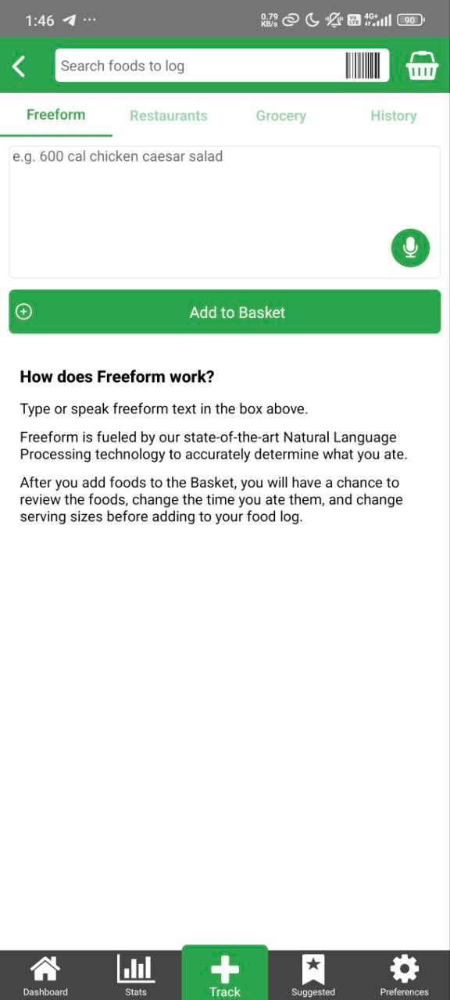 1:46 ... 0.79 KB/s Vo LTE 4G+ 90
Search foods to log
Freeform Restaurants Grocery History
e.g. 600 cal chicken caesar salad
Add to Basket
How does Freeform work?
Type or speak freeform text in the box above.
Freeform is fueled by our state-of-the-art Natural Language
Processing technology to accurately determine what you ate.
After you add foods to the Basket, you will have a chance to
review the foods, change the time you ate them, and change
serving sizes before adding to your food log.
Dashboard Stats Track Suggested Preferences